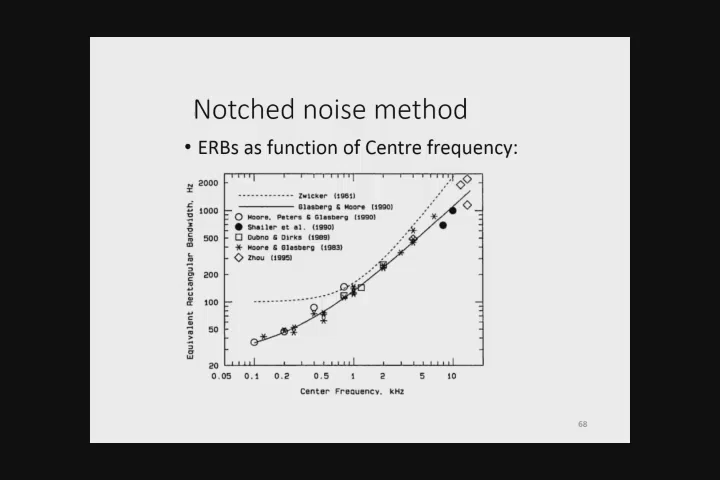 Notched noise method
• ERBs as function of Centre frequency:
Equivalent Rectangular Bandwidth, Hz
2000
1000
500
200
100
50
20
Zwicker (1961)
Glasberg & Moore (1990)
Moore, Peters & Glasberg (1990)
Shailer et al. (1990)
Dubno & Dirks (1989)
Moore & Glasberg (1983)
Zhou (1995)
0.05 0.1 0.2 0.5 1 2 5 10
Center Frequency, kHz
68